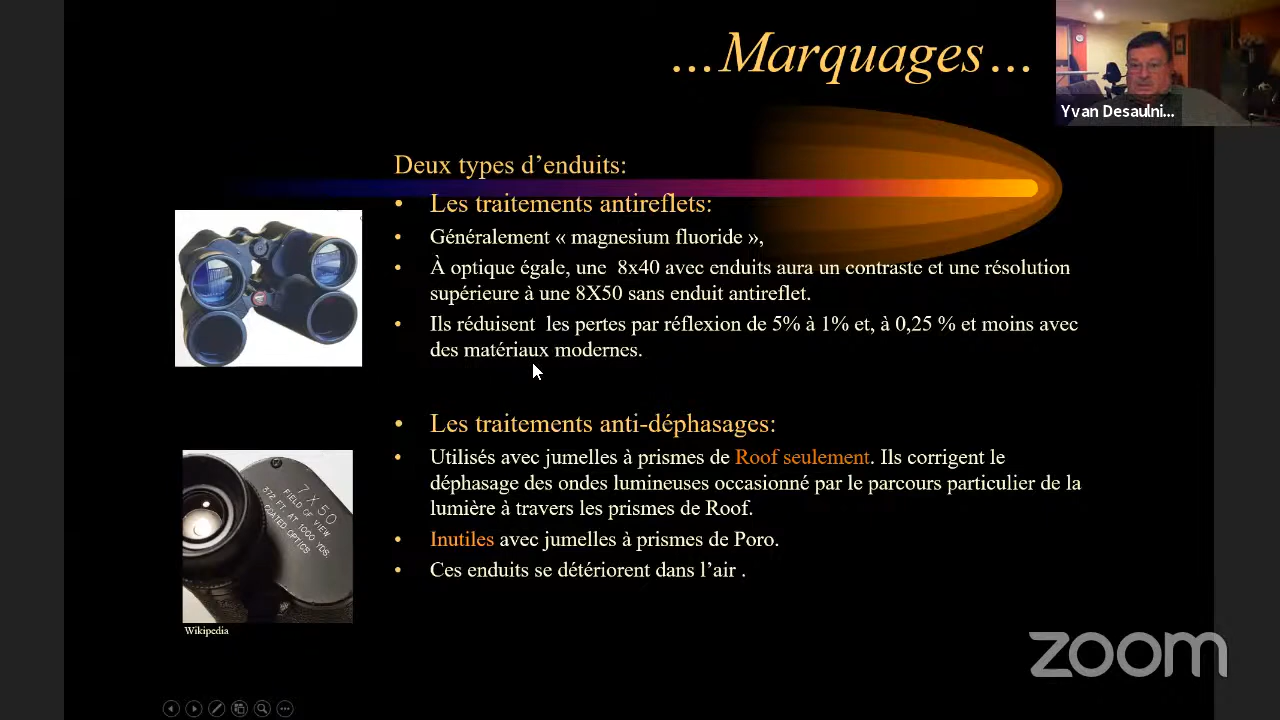 ...Marquages...
Yvan Desaulni...
Deux types d’enduits:
• Les traitements antireflets:
• Généralement « magnesium fluoride »,
• À optique égale, une 8x40 avec enduits aura un contraste et une résolution
supérieure à une 8X50 sans enduit antireflet.
• Ils réduisent les pertes par réflexion de 5% à 1% et, à 0,25 % et moins avec
des matériaux modernes.
• Les traitements anti-déphasages:
• Utilisés avec jumelles à prismes de Roof seulement. Ils corrigent le
déphasage des ondes lumineuses occasionné par le parcours particulier de la
lumière à travers les prismes de Roof.
• Inutiles avec jumelles à prismes de Poro.
• Ces enduits se détériorent dans l’air .
7 X 50
FIELD OF VIEW
372 FT. AT 1000 YDS.
COATED OPTICS
Wikipedia
zoom